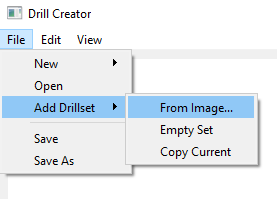 Drill Creator
File Edit View
New
Open
Add Drillset
From Image...
Empty Set
Copy Current
Save
Save As